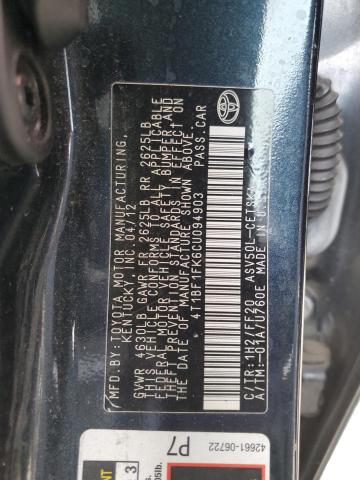 MFD.BY:TOYOTA MOTOR MANUFACTURING,
KENTUCKY, INC. 04/12
GVWR 4630LB GAWR FR 2625LB RR 2625LB
THIS VEHICLE CONFORMS TO ALL APPLICABLE
FEDERAL MOTOR VEHICLE SAFETY BUMPER AND
THEFT PREVENTION STANDARDS IN EFFECT ON
THE DATE OF MANUFACTURE SHOWN ABOVE.
4T1BF1FK6CU094903 PASS.CAR
C/TR:1H2/FF20 ASV50L-CETSK
A/TM:-01A/U760E MADE IN U.S.
42661-06722
P7